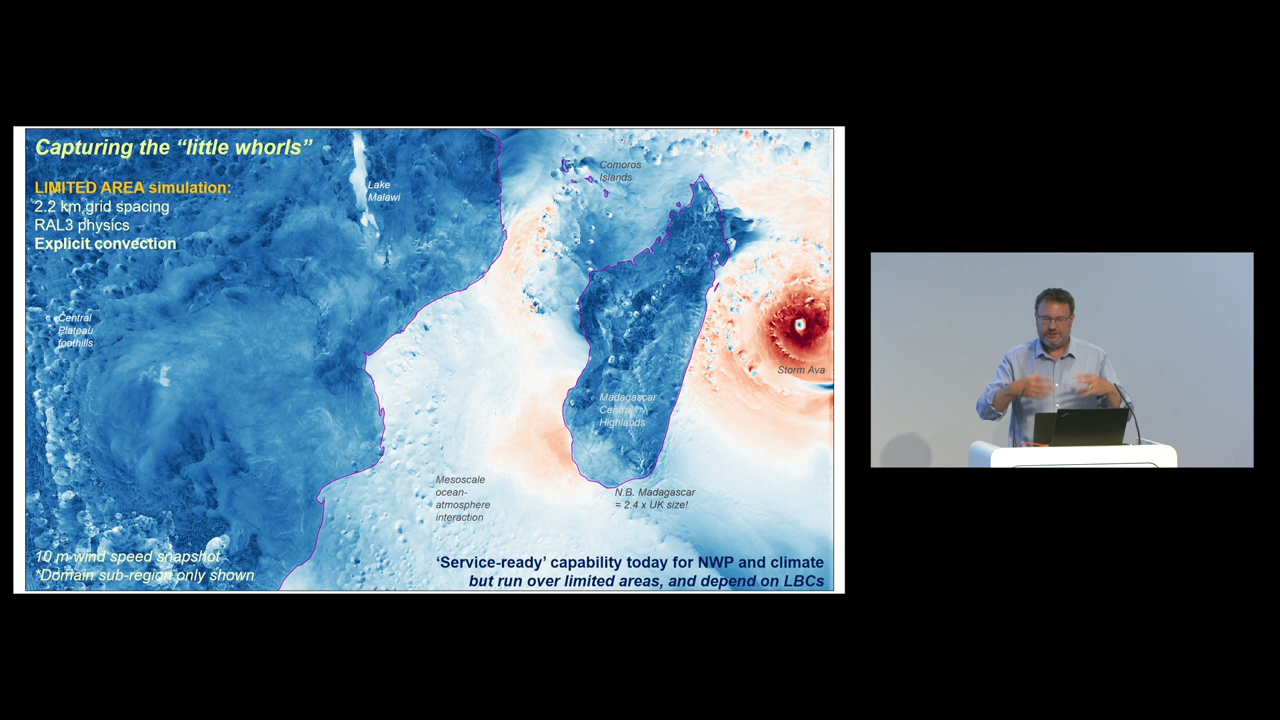 Capturing the “little whorls”
LIMITED AREA simulation:
2.2 km grid spacing
RAL3 physics
Explicit convection
Lake
Malawi
Comoros
Islands
Central
Plateau
foothills
Storm Ava
Madagascar
Central
Highlands
Mesoscale
ocean-
atmosphere
interaction
N.B. Madagascar
= 2.4 x UK size!
10 m wind speed snapshot
*Domain sub-region only shown
‘Service-ready’ capability today for NWP and climate
but run over limited areas, and depend on LBCs